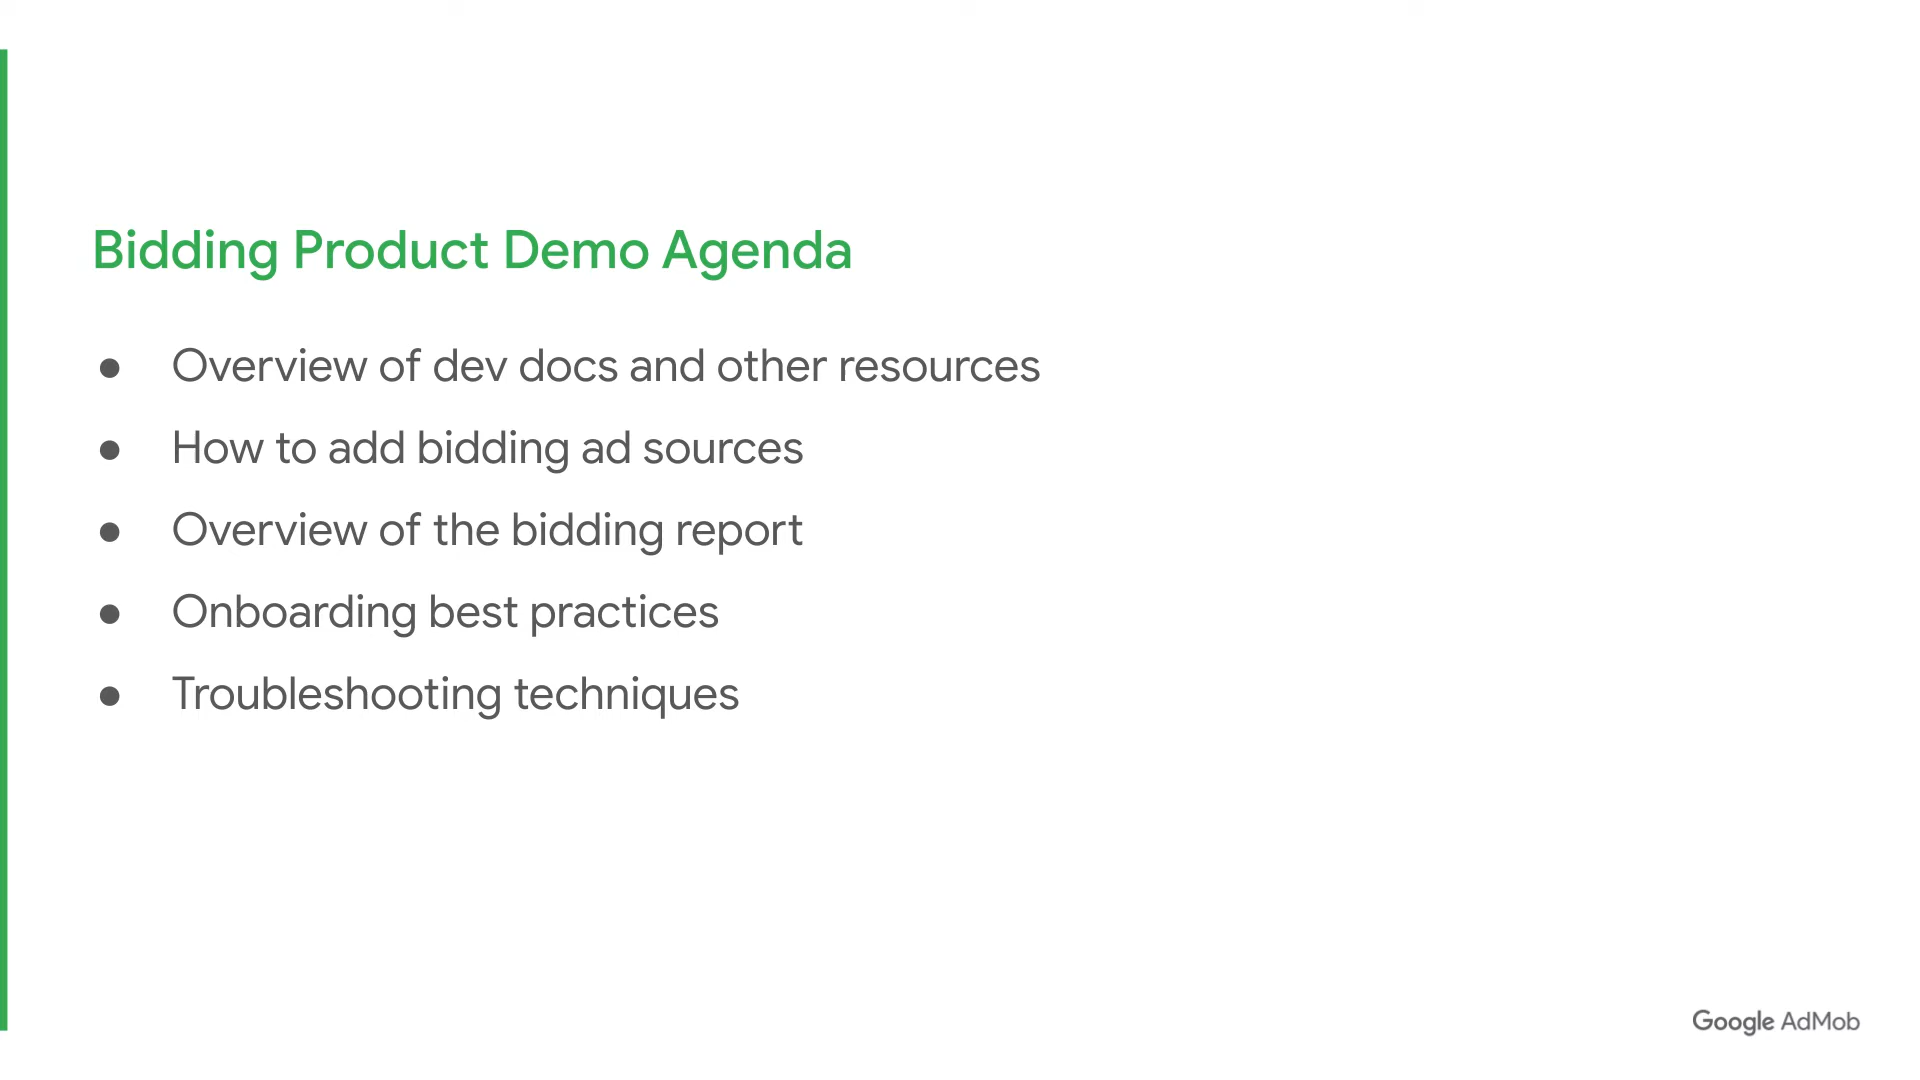 Bidding Product Demo Agenda
● Overview of dev docs and other resources
● How to add bidding ad sources
● Overview of the bidding report
● Onboarding best practices
● Troubleshooting techniques
Google AdMob